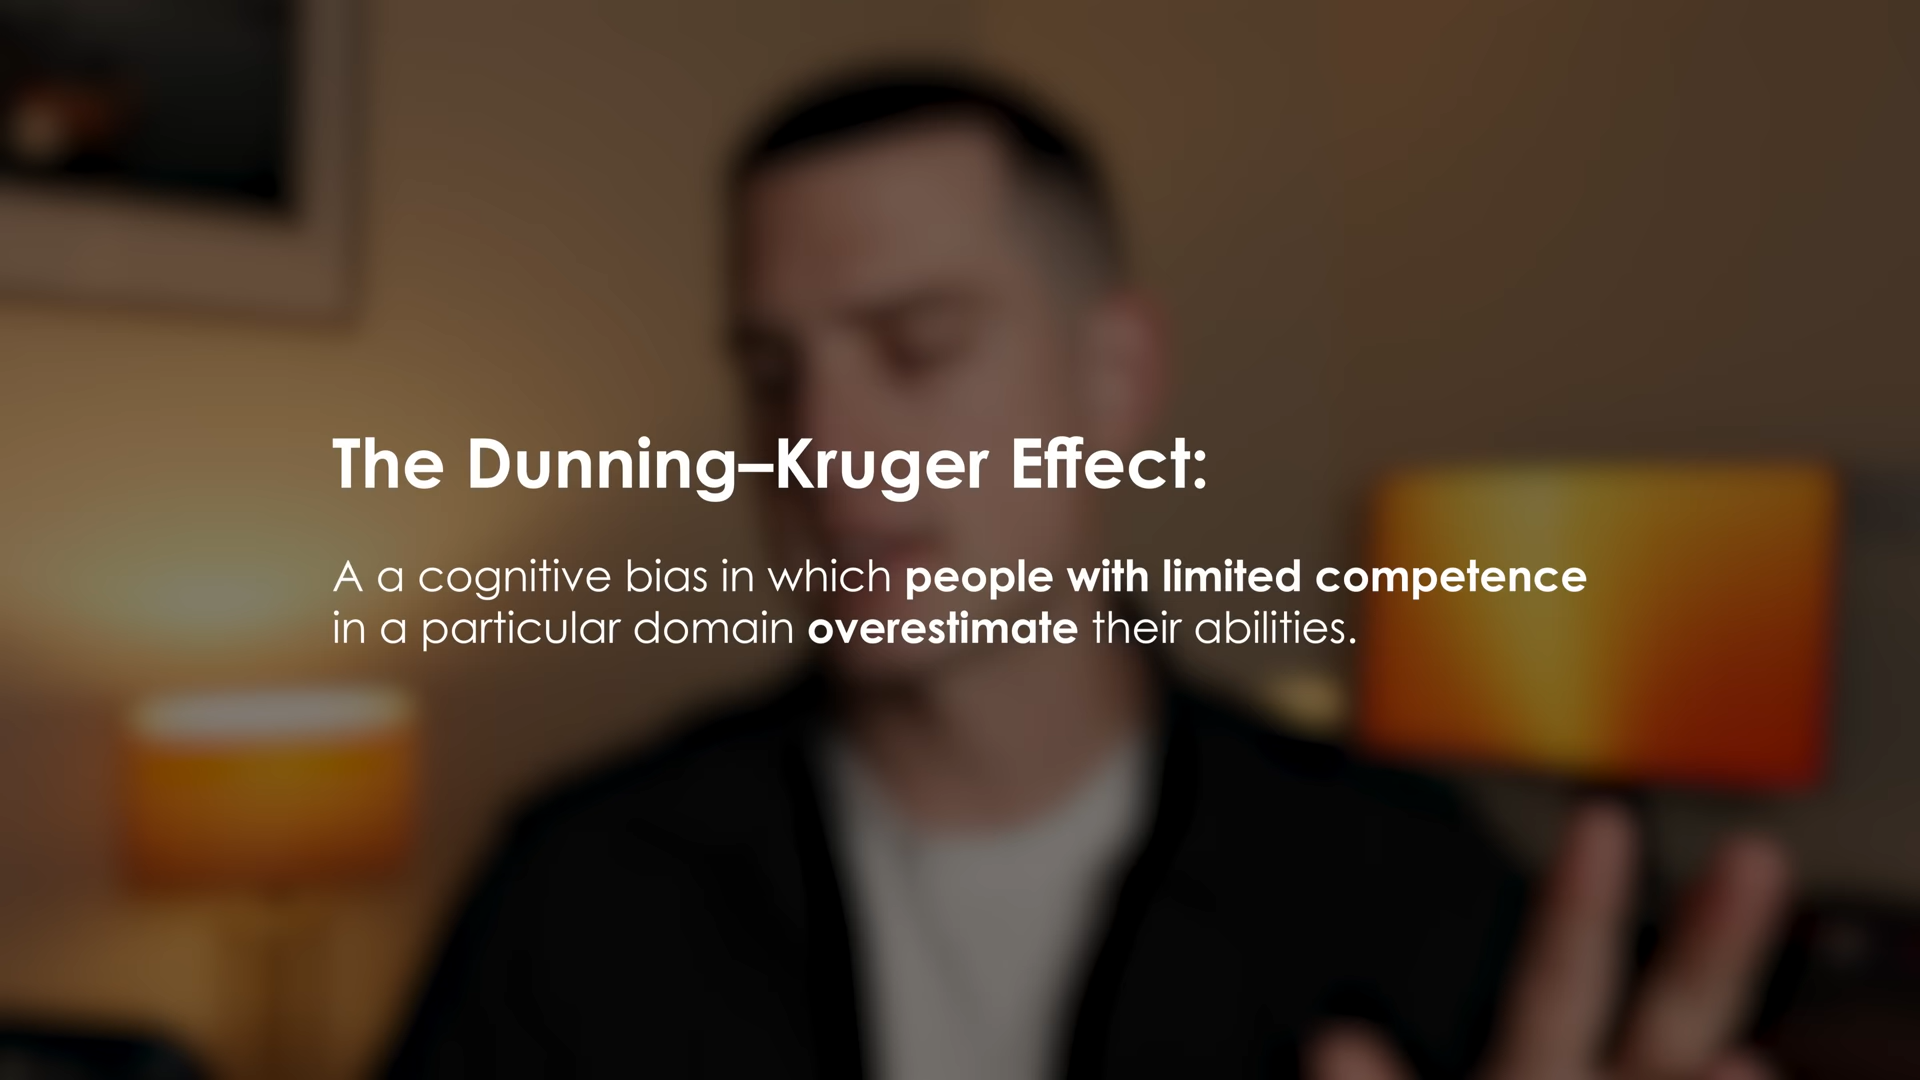 The Dunning–Kruger Effect:
A a cognitive bias in which people with limited competence
in a particular domain overestimate their abilities.